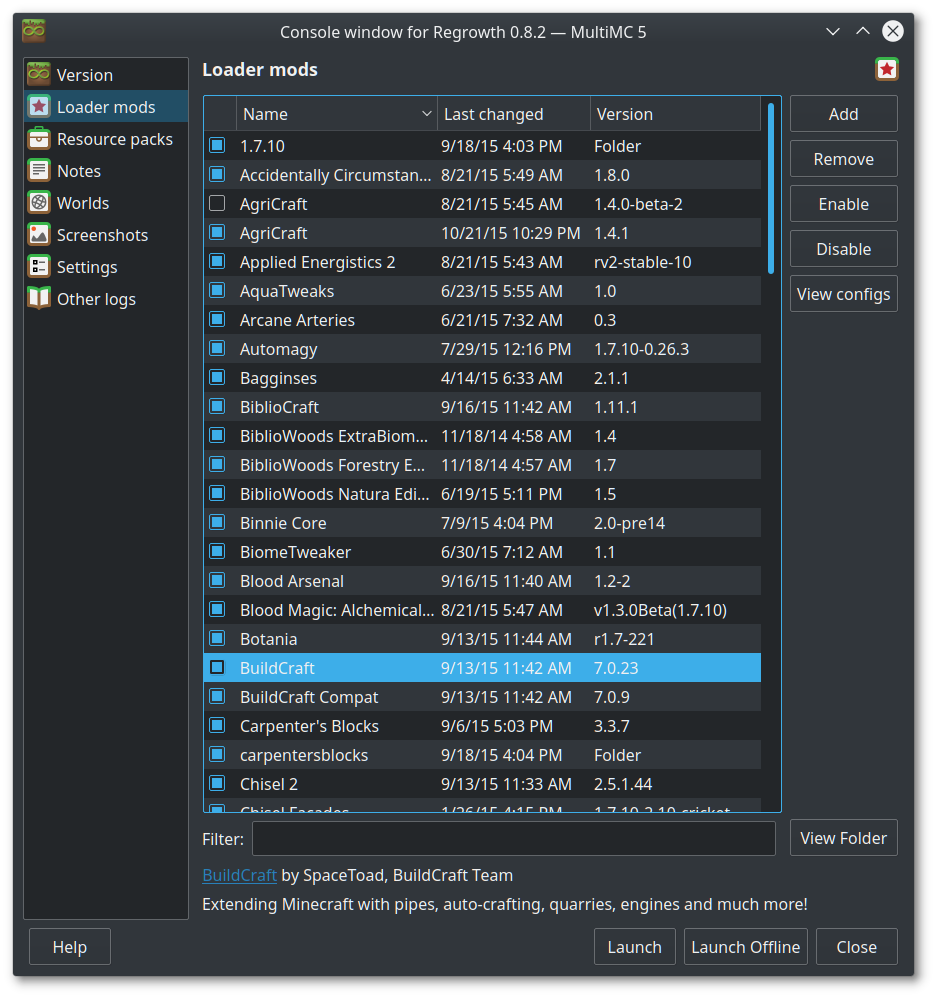 Console window for Regrowth 0.8.2 — MultiMC 5
Version
Loader mods
Resource packs
Notes
Worlds
Screenshots
Settings
Other logs
Loader mods
Name Last changed Version
1.7.10 9/18/15 4:03 PM Folder
Accidentally Circumstan... 8/21/15 5:49 AM 1.8.0
AgriCraft 8/21/15 5:45 AM 1.4.0-beta-2
AgriCraft 10/21/15 10:29 PM 1.4.1
Applied Energistics 2 8/21/15 5:43 AM rv2-stable-10
AquaTweaks 6/23/15 5:55 AM 1.0
Arcane Arteries 6/21/15 7:32 AM 0.3
Automagy 7/29/15 12:16 PM 1.7.10-0.26.3
Bagginses 4/14/15 6:33 AM 2.1.1
BiblioCraft 9/16/15 11:42 AM 1.11.1
BiblioWoods ExtraBiom... 11/18/14 4:58 AM 1.4
BiblioWoods Forestry E... 11/18/14 4:57 AM 1.7
BiblioWoods Natura Edi... 6/19/15 5:11 PM 1.5
Binnie Core 7/9/15 4:04 PM 2.0-pre14
BiomeTweaker 6/30/15 7:12 AM 1.1
Blood Arsenal 9/16/15 11:40 AM 1.2-2
Blood Magic: Alchemical... 8/21/15 5:47 AM v1.3.0Beta(1.7.10)
Botania 9/13/15 11:44 AM r1.7-221
BuildCraft 9/13/15 11:42 AM 7.0.23
BuildCraft Compat 9/13/15 11:42 AM 7.0.9
Carpenter's Blocks 9/6/15 5:03 PM 3.3.7
carpentersblocks 9/18/15 4:04 PM Folder
Chisel 2 9/13/15 11:33 AM 2.5.1.44
Chisel Facades 1/26/15 4:15 PM 1.7.10-2.10-cricket
Add
Remove
Enable
Disable
View configs
Filter:
View Folder
BuildCraft by SpaceToad, BuildCraft Team
Extending Minecraft with pipes, auto-crafting, quarries, engines and much more!
Help
Launch
Launch Offline
Close